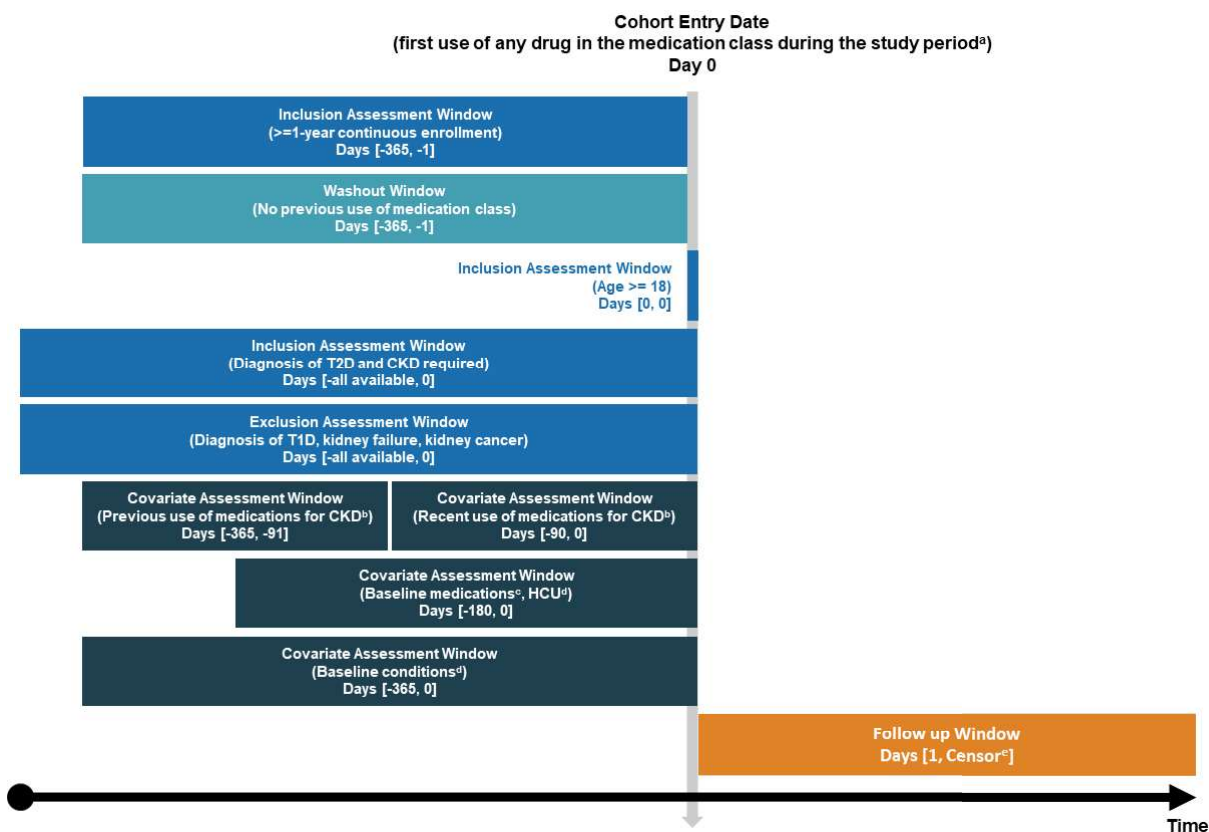 Cohort Entry Date
(first use of any drug in the medication class during the study periodᵃ)
Day 0
Inclusion Assessment Window
(>=1-year continuous enrollment)
Days [-365, -1]
Washout Window
(No previous use of medication class)
Days [-365, -1]
Inclusion Assessment Window
(Age >= 18)
Days [0, 0]
Inclusion Assessment Window
(Diagnosis of T2D and CKD required)
Days [-all available, 0]
Exclusion Assessment Window
(Diagnosis of T1D, kidney failure, kidney cancer)
Days [-all available, 0]
Covariate Assessment Window
(Previous use of medications for CKDᵇ)
Days [-365, -91]
Covariate Assessment Window
(Recent use of medications for CKDᵇ)
Days [-90, 0]
Covariate Assessment Window
(Baseline medicationsᶜ, HCUᵈ)
Days [-180, 0]
Covariate Assessment Window
(Baseline conditionsᵈ)
Days [-365, 0]
Follow up Window
Days [1, Censorᵉ]
Time